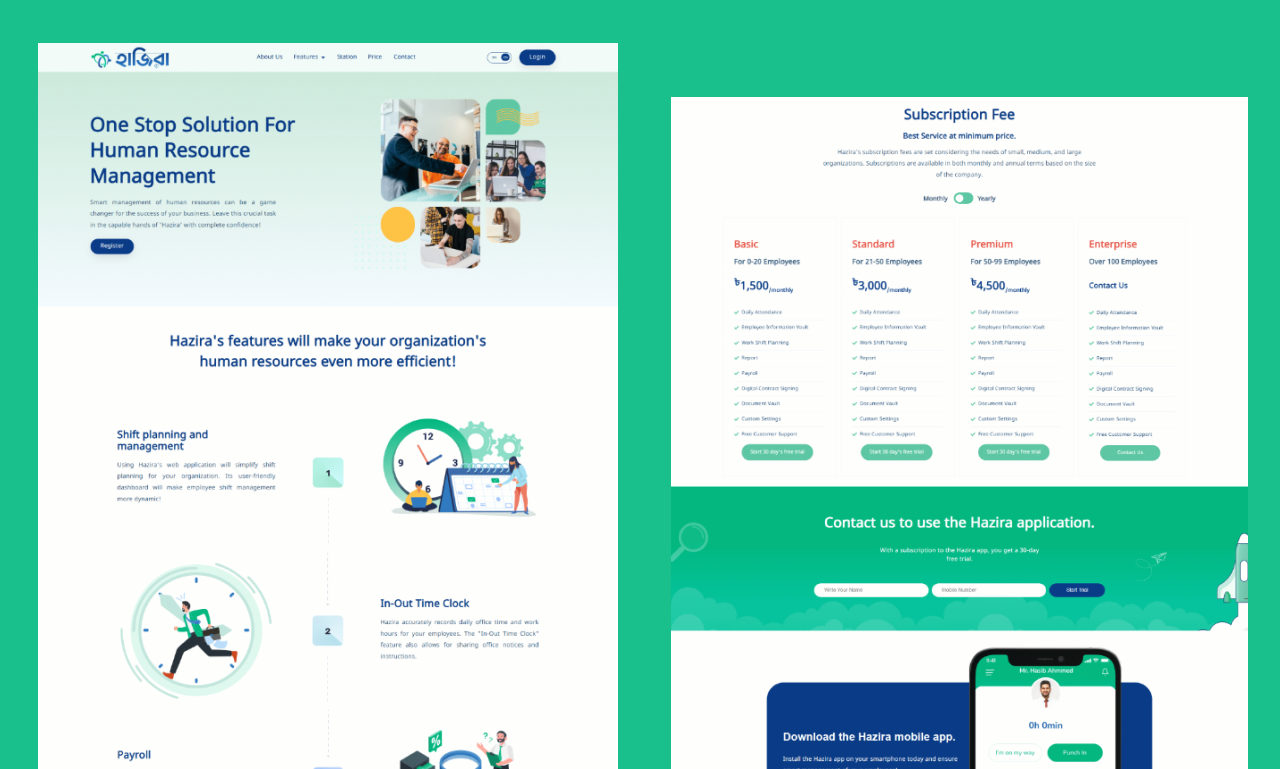 হাজিরা
About Us Features Station Price Contact
Login
One Stop Solution For
Human Resource
Management
Smart management of human resources can be a game
changer for the success of your business. Leave this crucial task
in the capable hands of 'Hazira' with complete confidence!
Register
Hazira's features will make your organization's
human resources even more efficient!
Shift planning and
management
Using Hazira's web application will simplify shift
planning for your organization. Its user-friendly
dashboard will make employee shift management
more dynamic!
1
12
9
3
6
2
In-Out Time Clock
Hazira accurately records daily office time and work
hours for your employees. The "In-Out Time Clock"
feature also allows for sharing office notices and
instructions.
Payroll
%
??
Subscription Fee
Best Service at minimum price.
Hazira's subscription fees are set considering the needs of small, medium, and large
organizations. Subscriptions are available in both monthly and annual terms based on the size
of the company.
Monthly Yearly
Basic
For 0-20 Employees
৳1,500/monthly
Daily Attendance
Employee Information Vault
Work Shift Planning
Report
Payroll
Digital Contract Signing
Document Vault
Custom Settings
Free Customer Support
Start 30 day's free trial
Standard
For 21-50 Employees
৳3,000/monthly
Daily Attendance
Employee Information Vault
Work Shift Planning
Report
Payroll
Digital Contract Signing
Document Vault
Custom Settings
Free Customer Support
Start 30 day's free trial
Premium
For 50-99 Employees
৳4,500/monthly
Daily Attendance
Employee Information Vault
Work Shift Planning
Report
Payroll
Digital Contract Signing
Document Vault
Custom Settings
Free Customer Support
Start 30 day's free trial
Enterprise
Over 100 Employees
Contact Us
Daily Attendance
Employee Information Vault
Work Shift Planning
Report
Payroll
Digital Contract Signing
Document Vault
Custom Settings
Free Customer Support
Contact Us
Contact us to use the Hazira application.
With a subscription to the Hazira app, you get a 30-day
free trial.
Write Your Name
Mobile Number
Start Trial
Download the Hazira mobile app.
Install the Hazira app on your smartphone today and ensure
9:41
Mr. Hasib Ahmmed
0h 0min
I'm on my way
Punch In